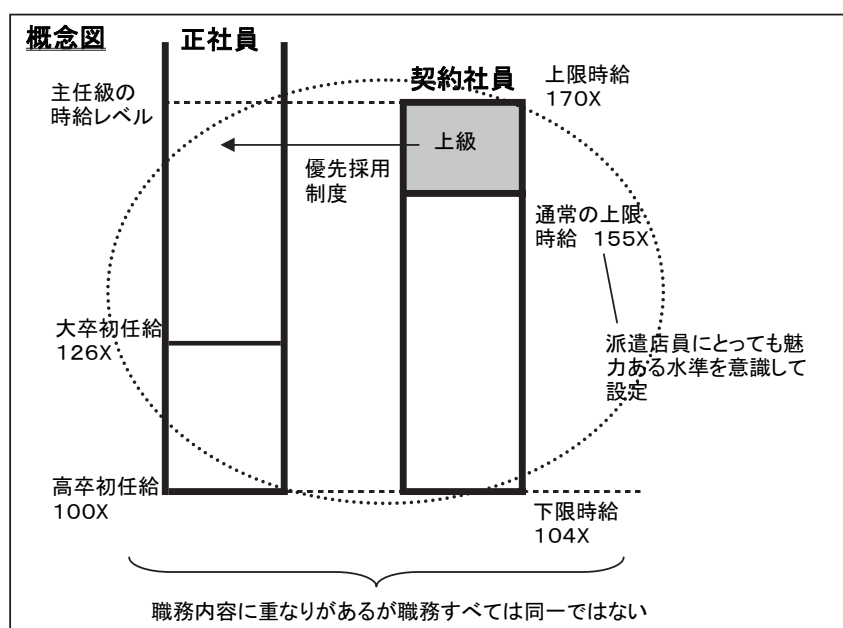 概念図
正社員
契約社員
主任級の
時給レベル
上限時給
170X
上級
優先採用
制度
通常の上限
時給 155X
大卒初任給
126X
派遣店員にとっても魅
力ある水準を意識して
設定
高卒初任給
100X
下限時給
104X
職務内容に重なりがあるが職務すべては同一ではない